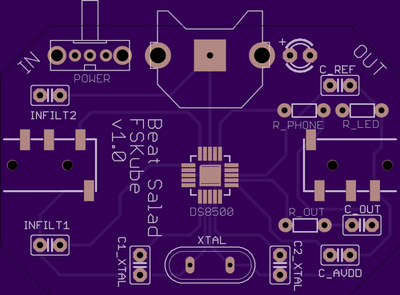 IN
POWER
+
OUT
C_REF
INFILT2
R_PHONE
R_LED
Beat Salad
FSKube
v1.0
DS8500
INFILT1
R_OUT
C_OUT
C1_XTAL
XTAL
C2_XTAL
C_AVDD